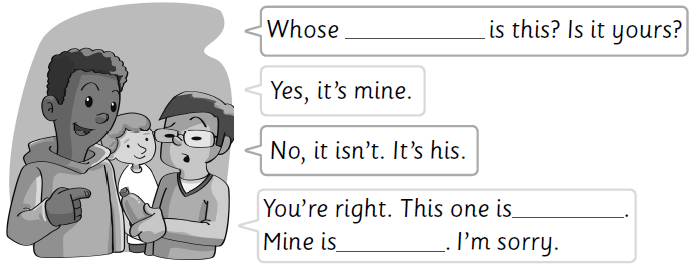 Whose ____________ is this? Is it yours?
Yes, it's mine.
No, it isn't. It's his.
You're right. This one is__________.
Mine is__________. I'm sorry.